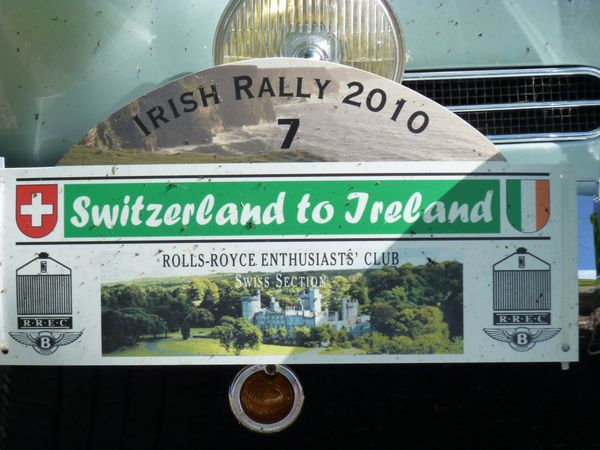 Irish Rally 2010
7
Switzerland to Ireland
ROLLS-ROYCE ENTHUSIASTS' CLUB
Swiss Section
R·R·E·C
B
R·R·E·C
B